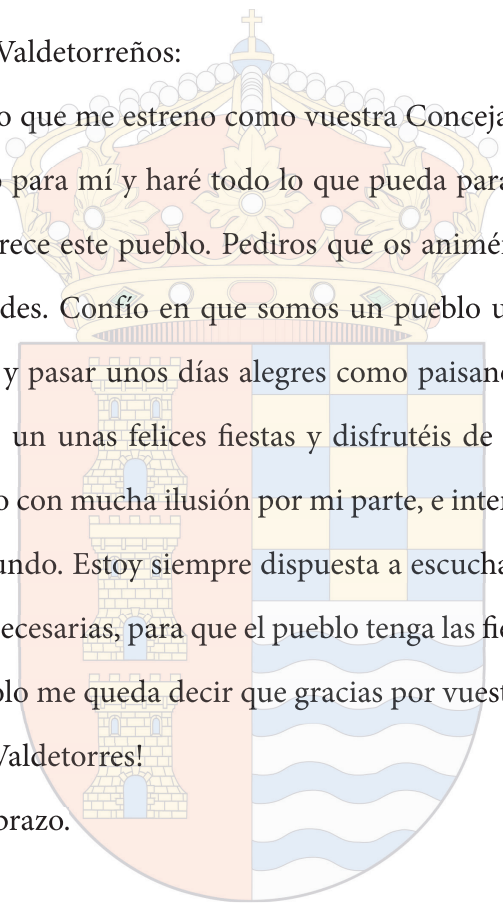 Valdetorreños:
o que me estreno como vuestra Conceja
para mí y haré todo lo que pueda para
rece este pueblo. Pediros que os animé
des. Confío en que somos un pueblo u
y pasar unos días alegres como paisano
un unas felices fiestas y disfrutéis de
o con mucha ilusión por mi parte, e inte
undo. Estoy siempre dispuesta a escucha
ecesarias, para que el pueblo tenga las fi
olo me queda decir que gracias por vuest
Valdetorres!
brazo.